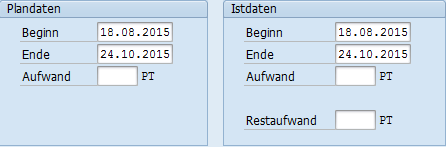 Plandaten
Beginn 18.08.2015
Ende 24.10.2015
Aufwand PT
Istdaten
Beginn 18.08.2015
Ende 24.10.2015
Aufwand PT
Restaufwand PT